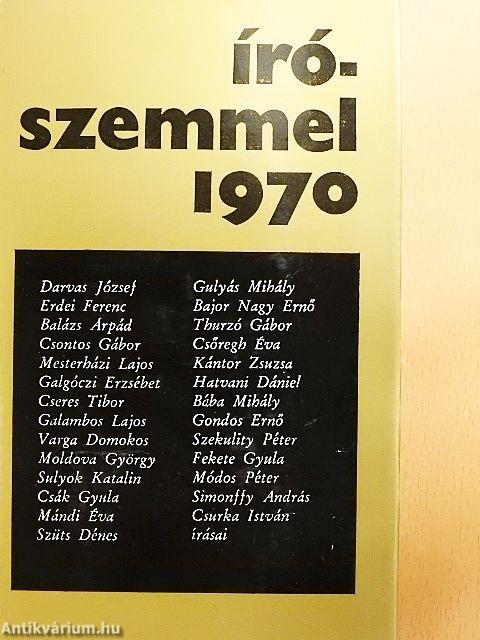 író-
szemmel
1970
Darvas József
Erdei Ferenc
Balázs Árpád
Csontos Gábor
Mesterházi Lajos
Galgóczi Erzsébet
Cseres Tibor
Galambos Lajos
Varga Domokos
Moldova György
Sulyok Katalin
Csák Gyula
Mándi Éva
Szüts Dénes
Gulyás Mihály
Bajor Nagy Ernő
Thurzó Gábor
Csőregh Éva
Kántor Zsuzsa
Hatvani Dániel
Bába Mihály
Gondos Ernő
Szekulity Péter
Fekete Gyula
Módos Péter
Simonffy András
Csurka István
írásai
Antikvárium.hu